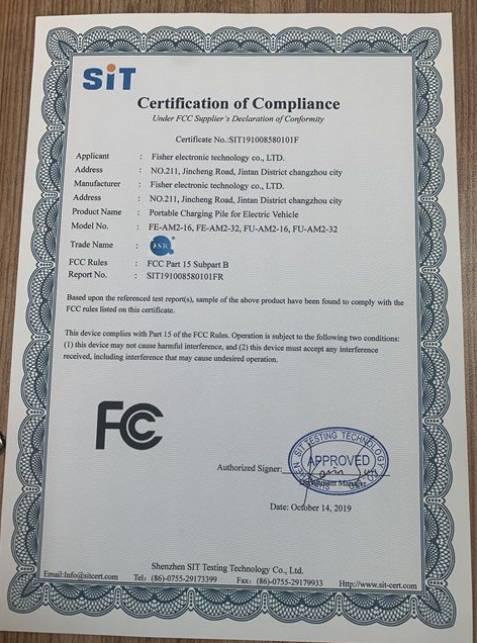 SiT
Certification of Compliance
Under FCC Supplier's Declaration of Conformity
Certificate No.:SIT191008580101F
Applicant : Fisher electronic technology co., LTD.
Address : NO.211, Jincheng Road, Jintan District changzhou city
Manufacturer : Fisher electronic technology co., LTD.
Address : NO.211, Jincheng Road, Jintan District changzhou city
Product Name : Portable Charging Pile for Electric Vehicle
Model No. : FE-AM2-16, FE-AM2-32, FU-AM2-16, FU-AM2-32
Trade Name :
FCC Rules : FCC Part 15 Subpart B
Report No. : SIT191008580101FR
Based upon the referenced test report(s), sample of the above product have been found to comply with the
FCC rules listed on this certificate.
This device complies with Part 15 of the FCC Rules. Operation is subject to the following two conditions:
(1) this device may not cause harmful interference, and (2) this device must accept any interference
received, including interference that may cause undesired operation.
FC
SIT TESTING TECHNOLOGY
APPROVED
Authorized Signer:
Manager
Date: October 14, 2019
Shenzhen SIT Testing Technology Co., Ltd.
Email:Info@sitcert.com Tel: (86)-0755-29173399 Fax: (86)-0755-29179933 Http://www.sit-cert.com